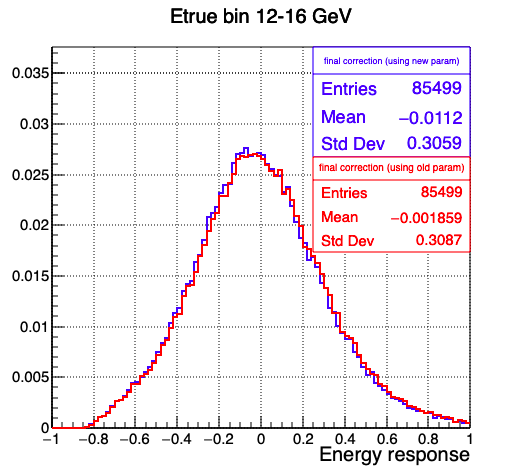 Etrue bin 12-16 GeV
final correction (using new param)
Entries 85499
Mean −0.0112
Std Dev 0.3059
final correction (using old param)
Entries 85499
Mean −0.001859
Std Dev 0.3087
0.035
0.03
0.025
0.02
0.015
0.01
0.005
0
−1 −0.8 −0.6 −0.4 −0.2 0 0.2 0.4 0.6 0.8 1
Energy response